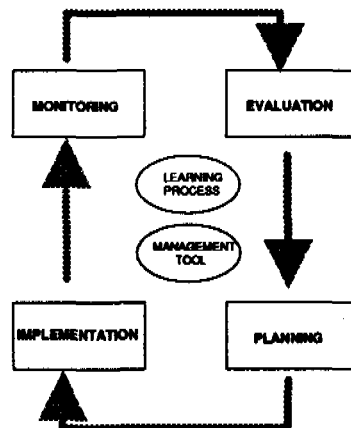 MONITORING
EVALUATION
LEARNING
PROCESS
MANAGEMENT
TOOL
IMPLEMENTATION
PLANNING